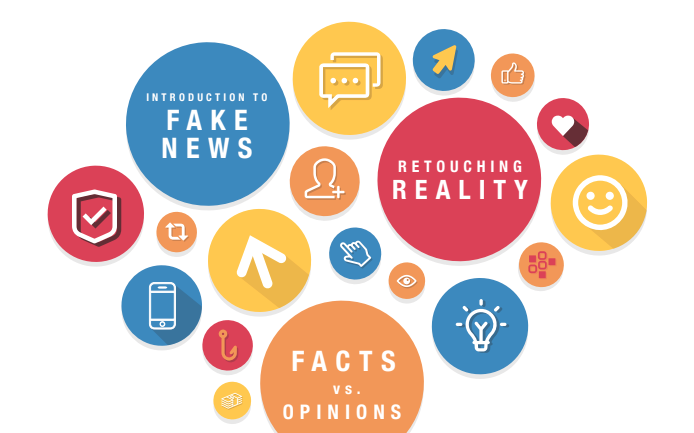 INTRODUCTION TO
FAKE
NEWS
RETOUCHING
REALITY
FACTS
vs.
OPINIONS